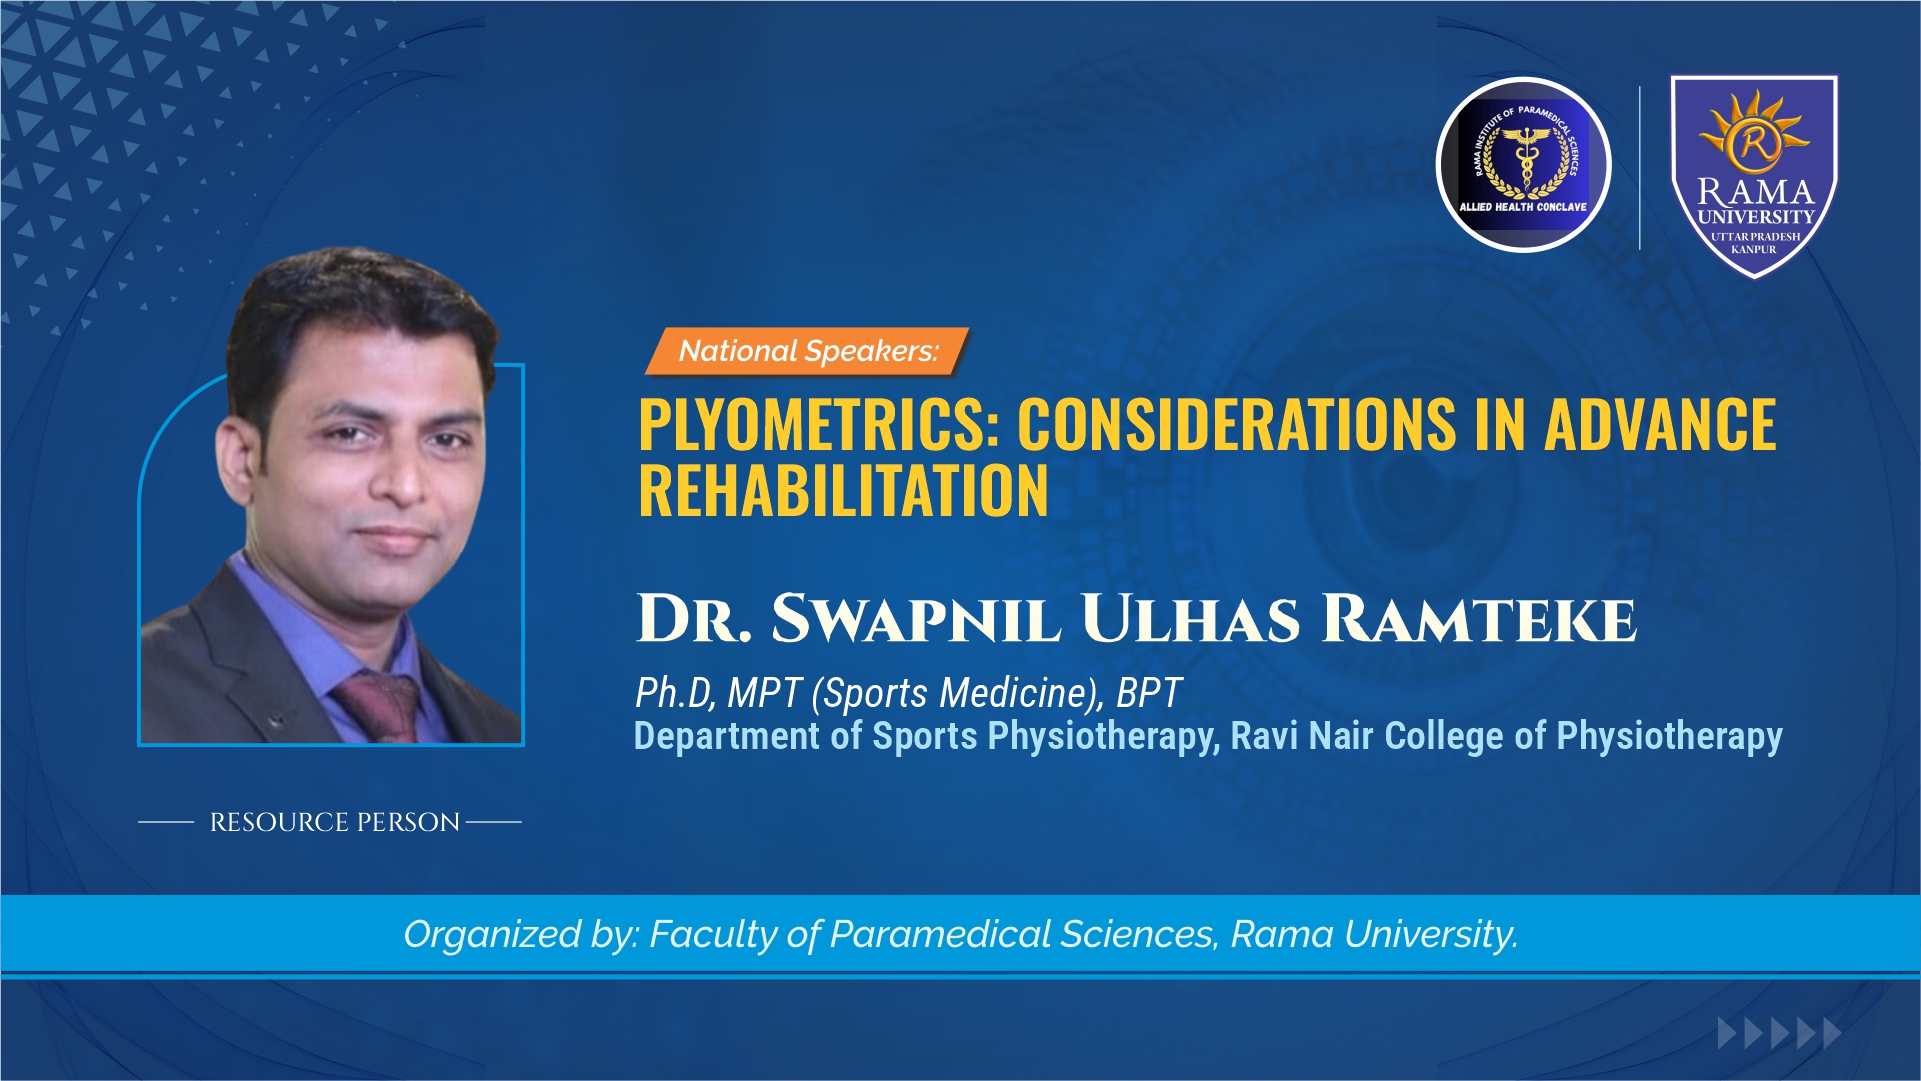 RAMA INSTITUTE OF PARAMEDICAL SCIENCES
ALLIED HEALTH CONCLAVE
R
RAMA
UNIVERSITY
UTTAR PRADESH
KANPUR
National Speakers:
PLYOMETRICS: CONSIDERATIONS IN ADVANCE
REHABILITATION
DR. SWAPNIL ULHAS RAMTEKE
Ph.D, MPT (Sports Medicine), BPT
Department of Sports Physiotherapy, Ravi Nair College of Physiotherapy
RESOURCE PERSON
Organized by: Faculty of Paramedical Sciences, Rama University.